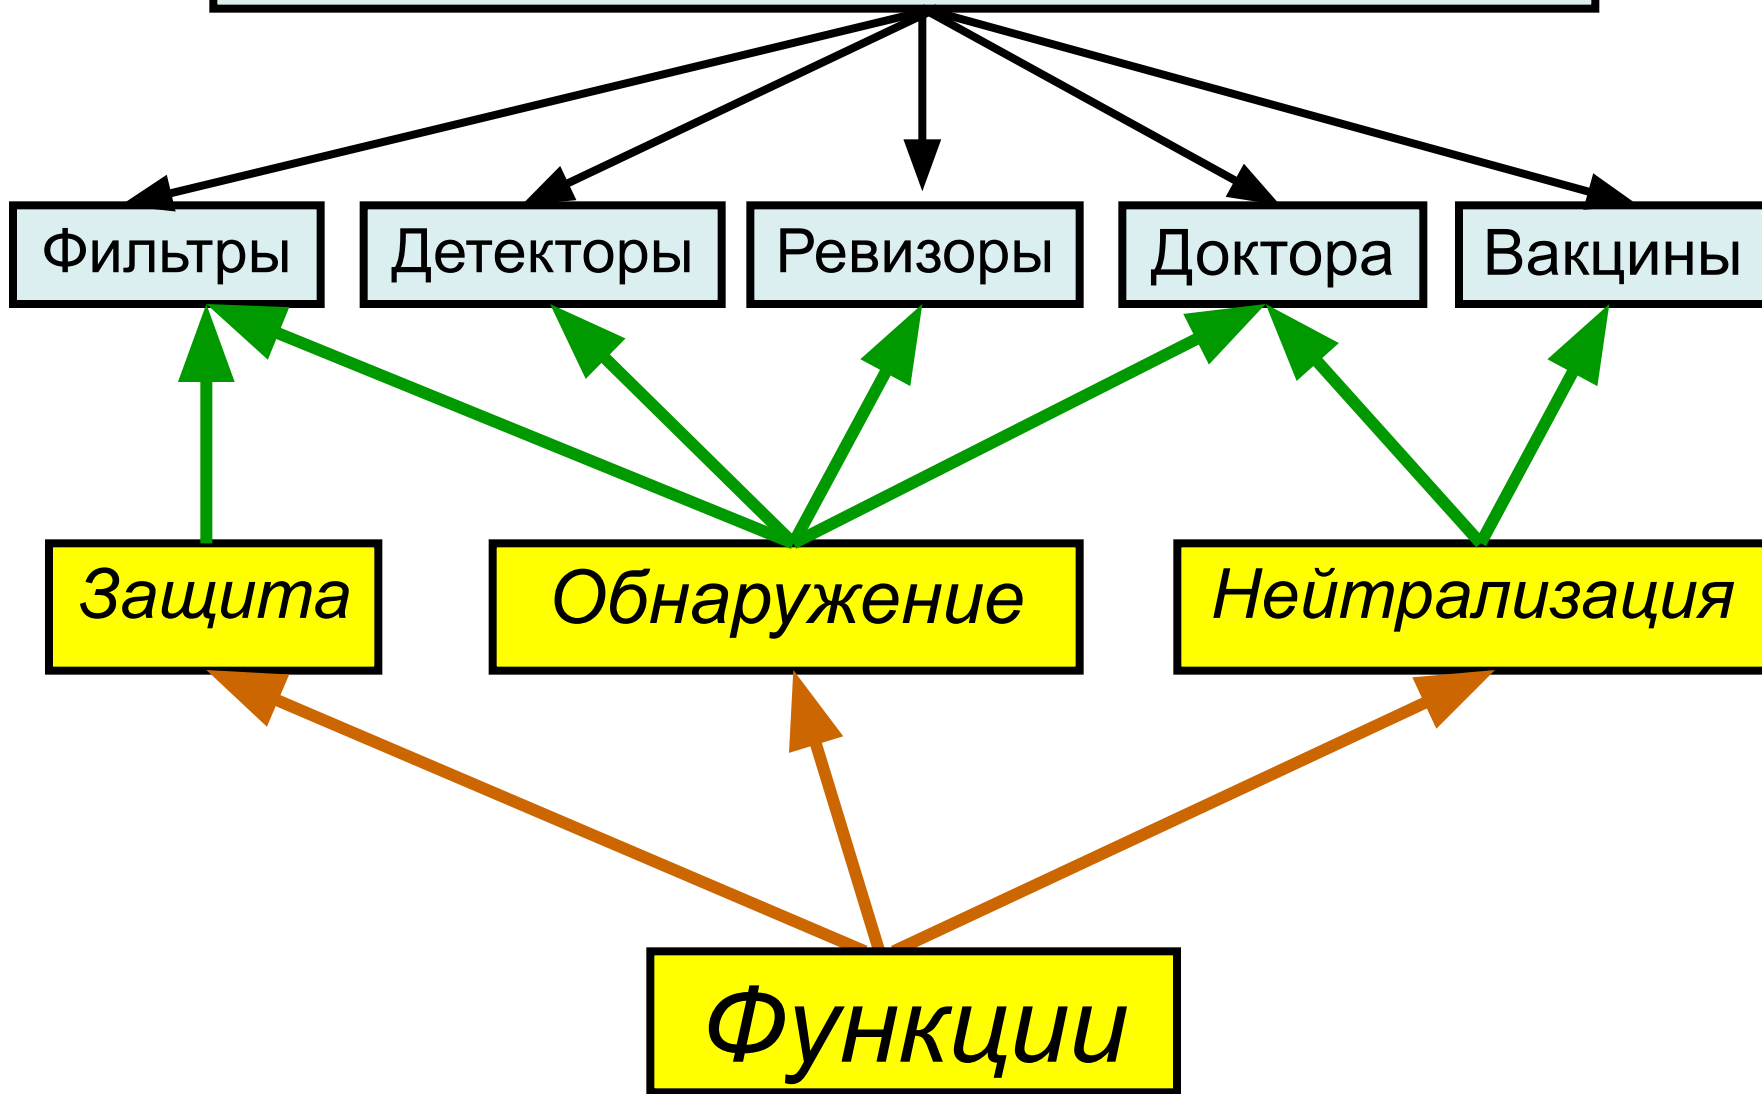 Фильтры
Детекторы
Ревизоры
Доктора
Вакцины
Защита
Обнаружение
Нейтрализация
Функции